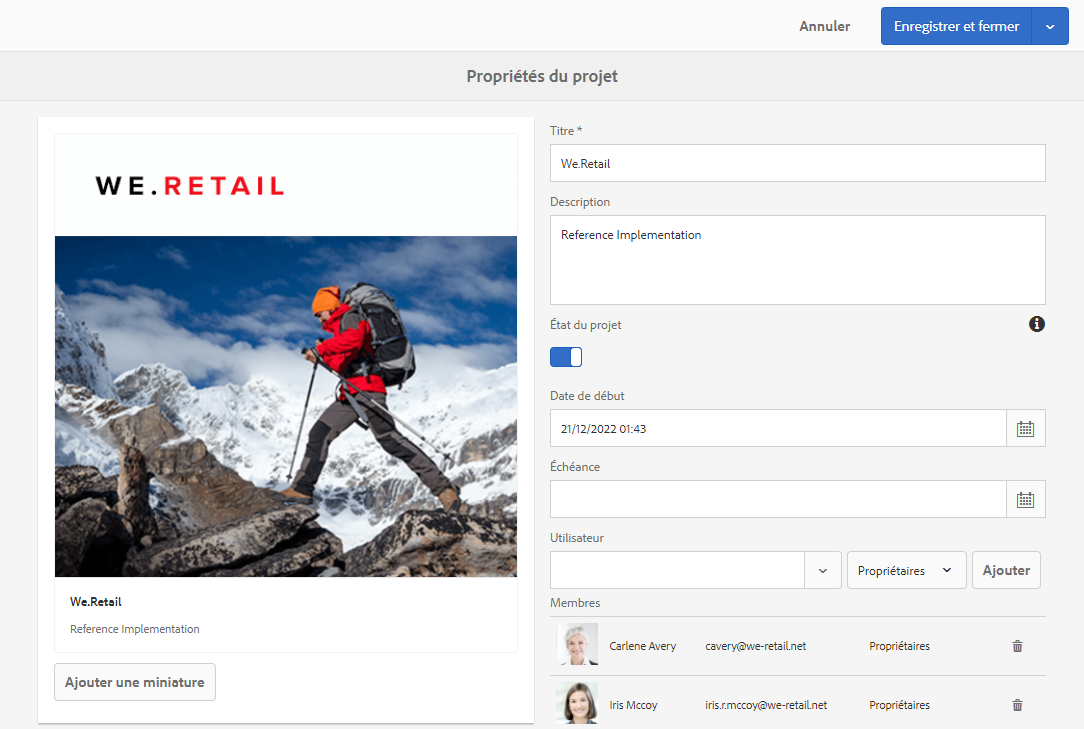 Annuler
Enregistrer et fermer
Propriétés du projet
WE.RETAIL
We.Retail
Reference Implementation
Ajouter une miniature
Titre *
We.Retail
Description
Reference Implementation
État du projet
Date de début
21/12/2022 01:43
Échéance
Utilisateur
Propriétaires
Ajouter
Membres
Carlene Avery cavery@we-retail.net Propriétaires
Iris Mccoy iris.r.mccoy@we-retail.net Propriétaires